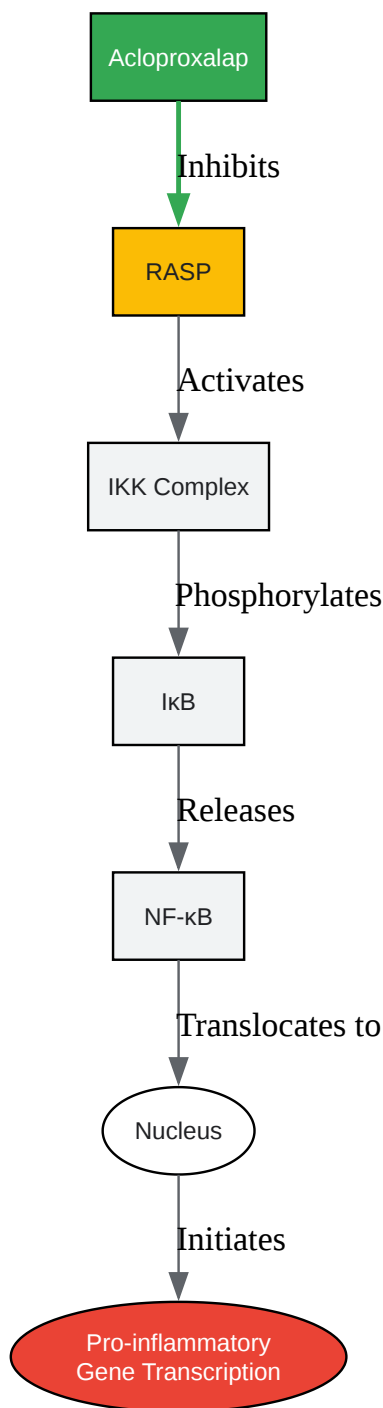 Acloproxalap
Inhibits
RASP
Activates
IKK Complex
Phosphorylates
IκB
Releases
NF-κB
Translocates to
Nucleus
Initiates
Pro-inflammatory
Gene Transcription